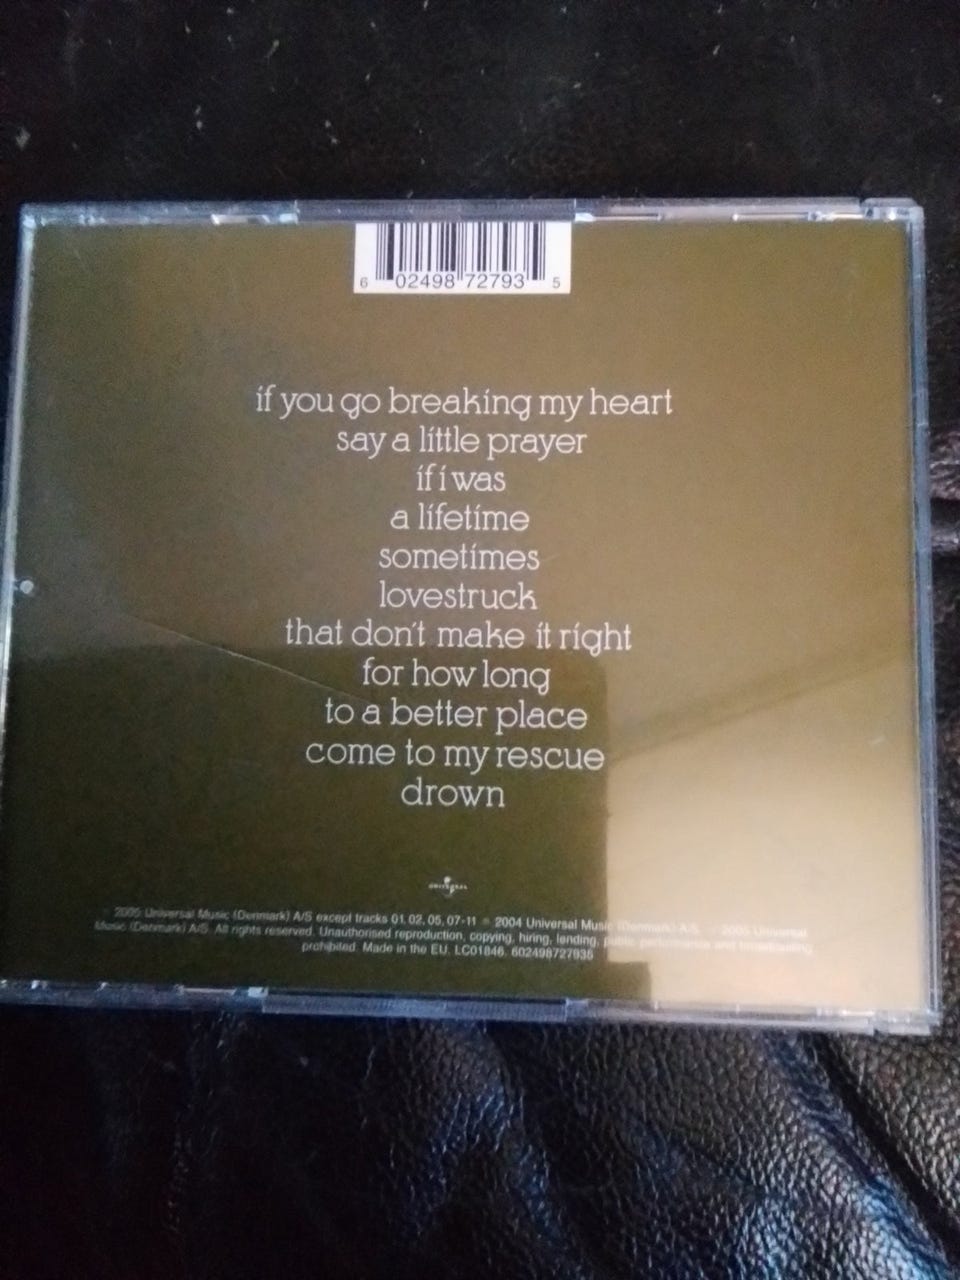 6 02498 72793 5
if you go breaking my heart
say a little prayer
if i was
a lifetime
sometimes
lovestruck
that don't make it right
for how long
to a better place
come to my rescue
drown
UNIVERSAL
2005 Universal Music (Denmark) A/S except tracks 01, 02, 05, 07-11 ℗ 2004 Universal Music (Denmark) A/S. © 2005 Universal
Music (Denmark) A/S. All rights reserved. Unauthorised reproduction, copying, hiring, lending, public performance and broadcasting
prohibited. Made in the EU. LC01846. 602498727935